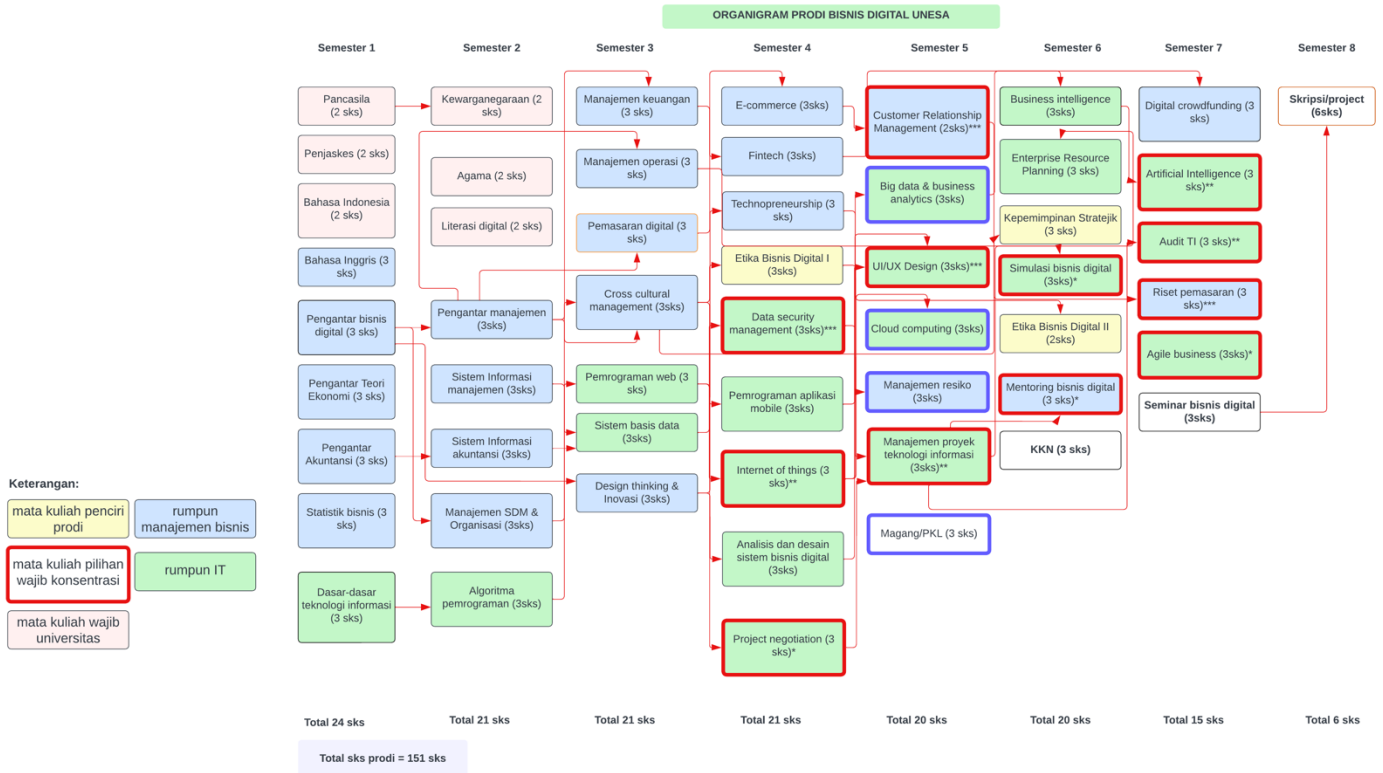 ORGANIGRAM PRODI BISNIS DIGITAL UNESA
Semester 1
Pancasila
(2 sks)
Penjaskes (2 sks)
Bahasa Indonesia
(2 sks)
Bahasa Inggris (3
sks)
Pengantar bisnis
digital (3 sks)
Pengantar Teori
Ekonomi (3 sks)
Pengantar
Akuntansi (3 sks)
Statistik bisnis (3
sks)
Dasar-dasar
teknologi informasi
(3 sks)
Total 24 sks
Semester 2
Kewarganegaraan (2
sks)
Agama (2 sks)
Literasi digital (2 sks)
Pengantar manajemen
(3sks)
Sistem Informasi
manajemen (3sks)
Sistem Informasi
akuntansi (3sks)
Manajemen SDM &
Organisasi (3sks)
Algoritma
pemrograman (3sks)
Total 21 sks
Semester 3
Manajemen keuangan
(3 sks)
Manajemen operasi (3
sks)
Pemasaran digital (3
sks)
Cross cultural
management (3sks)
Pemrograman web (3
sks)
Sistem basis data
(3sks)
Design thinking &
Inovasi (3sks)
Total 21 sks
Semester 4
E-commerce (3sks)
Fintech (3sks)
Technopreneurship (3
sks)
Etika Bisnis Digital I
(3sks)
Data security
management (3sks)***
Pemrograman aplikasi
mobile (3sks)
Internet of things (3
sks)**
Analisis dan desain
sistem bisnis digital
(3sks)
Project negotiation (3
sks)*
Total 21 sks
Semester 5
Customer Relationship
Management (2sks)***
Big data & business
analytics (3sks)
UI/UX Design (3sks)***
Cloud computing (3sks)
Manajemen resiko
(3sks)
Manajemen proyek
teknologi informasi
(3sks)**
Magang/PKL (3 sks)
Total 20 sks
Semester 6
Business intelligence
(3sks)
Enterprise Resource
Planning (3 sks)
Kepemimpinan Stratejik
(3 sks)
Simulasi bisnis digital
(3sks)*
Etika Bisnis Digital II
(2sks)
Mentoring bisnis digital
(3 sks)*
KKN (3 sks)
Total 20 sks
Semester 7
Digital crowdfunding (3
sks)
Artificial Intelligence (3
sks)**
Audit TI (3 sks)**
Riset pemasaran (3
sks)***
Agile business (3sks)*
Seminar bisnis digital
(3sks)
Total 15 sks
Semester 8
Skripsi/project
(6sks)
Total 6 sks
Keterangan:
mata kuliah penciri
prodi
rumpun
manajemen bisnis
mata kuliah pilihan
wajib konsentrasi
rumpun IT
mata kuliah wajib
universitas
Total sks prodi = 151 sks